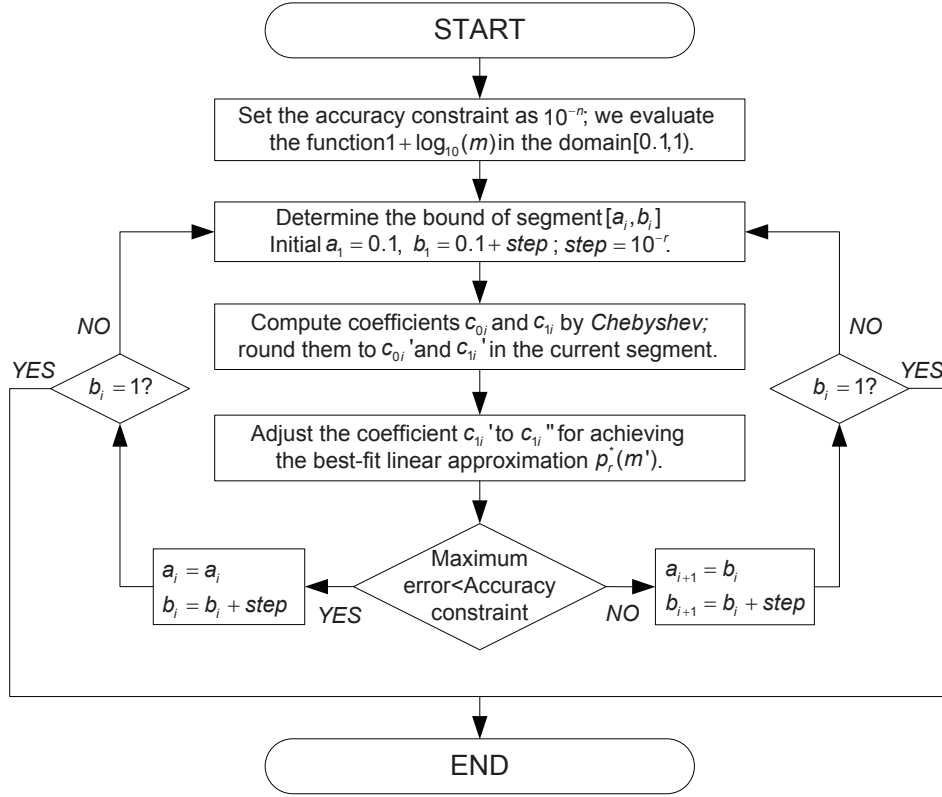 START
Set the accuracy constraint as 10⁻ⁿ; we evaluate
the function1+log₁₀(m)in the domain[0.1,1).
Determine the bound of segment[aᵢ,bᵢ]
Initial a₁=0.1, b₁=0.1+step; step=10⁻ʳ.
Compute coefficients c₀ᵢ and c₁ᵢ by Chebyshev;
round them to c₀ᵢ'and c₁ᵢ' in the current segment.
Adjust the coefficient c₁ᵢ' to c₁ᵢ" for achieving
the best-fit linear approximation pᵣ*(m').
Maximum
error<Accuracy
constraint
YES
aᵢ=aᵢ
bᵢ=bᵢ+step
NO
aᵢ₊₁=bᵢ
bᵢ₊₁=bᵢ+step
NO
YES
bᵢ=1?
NO
YES
bᵢ=1?
END